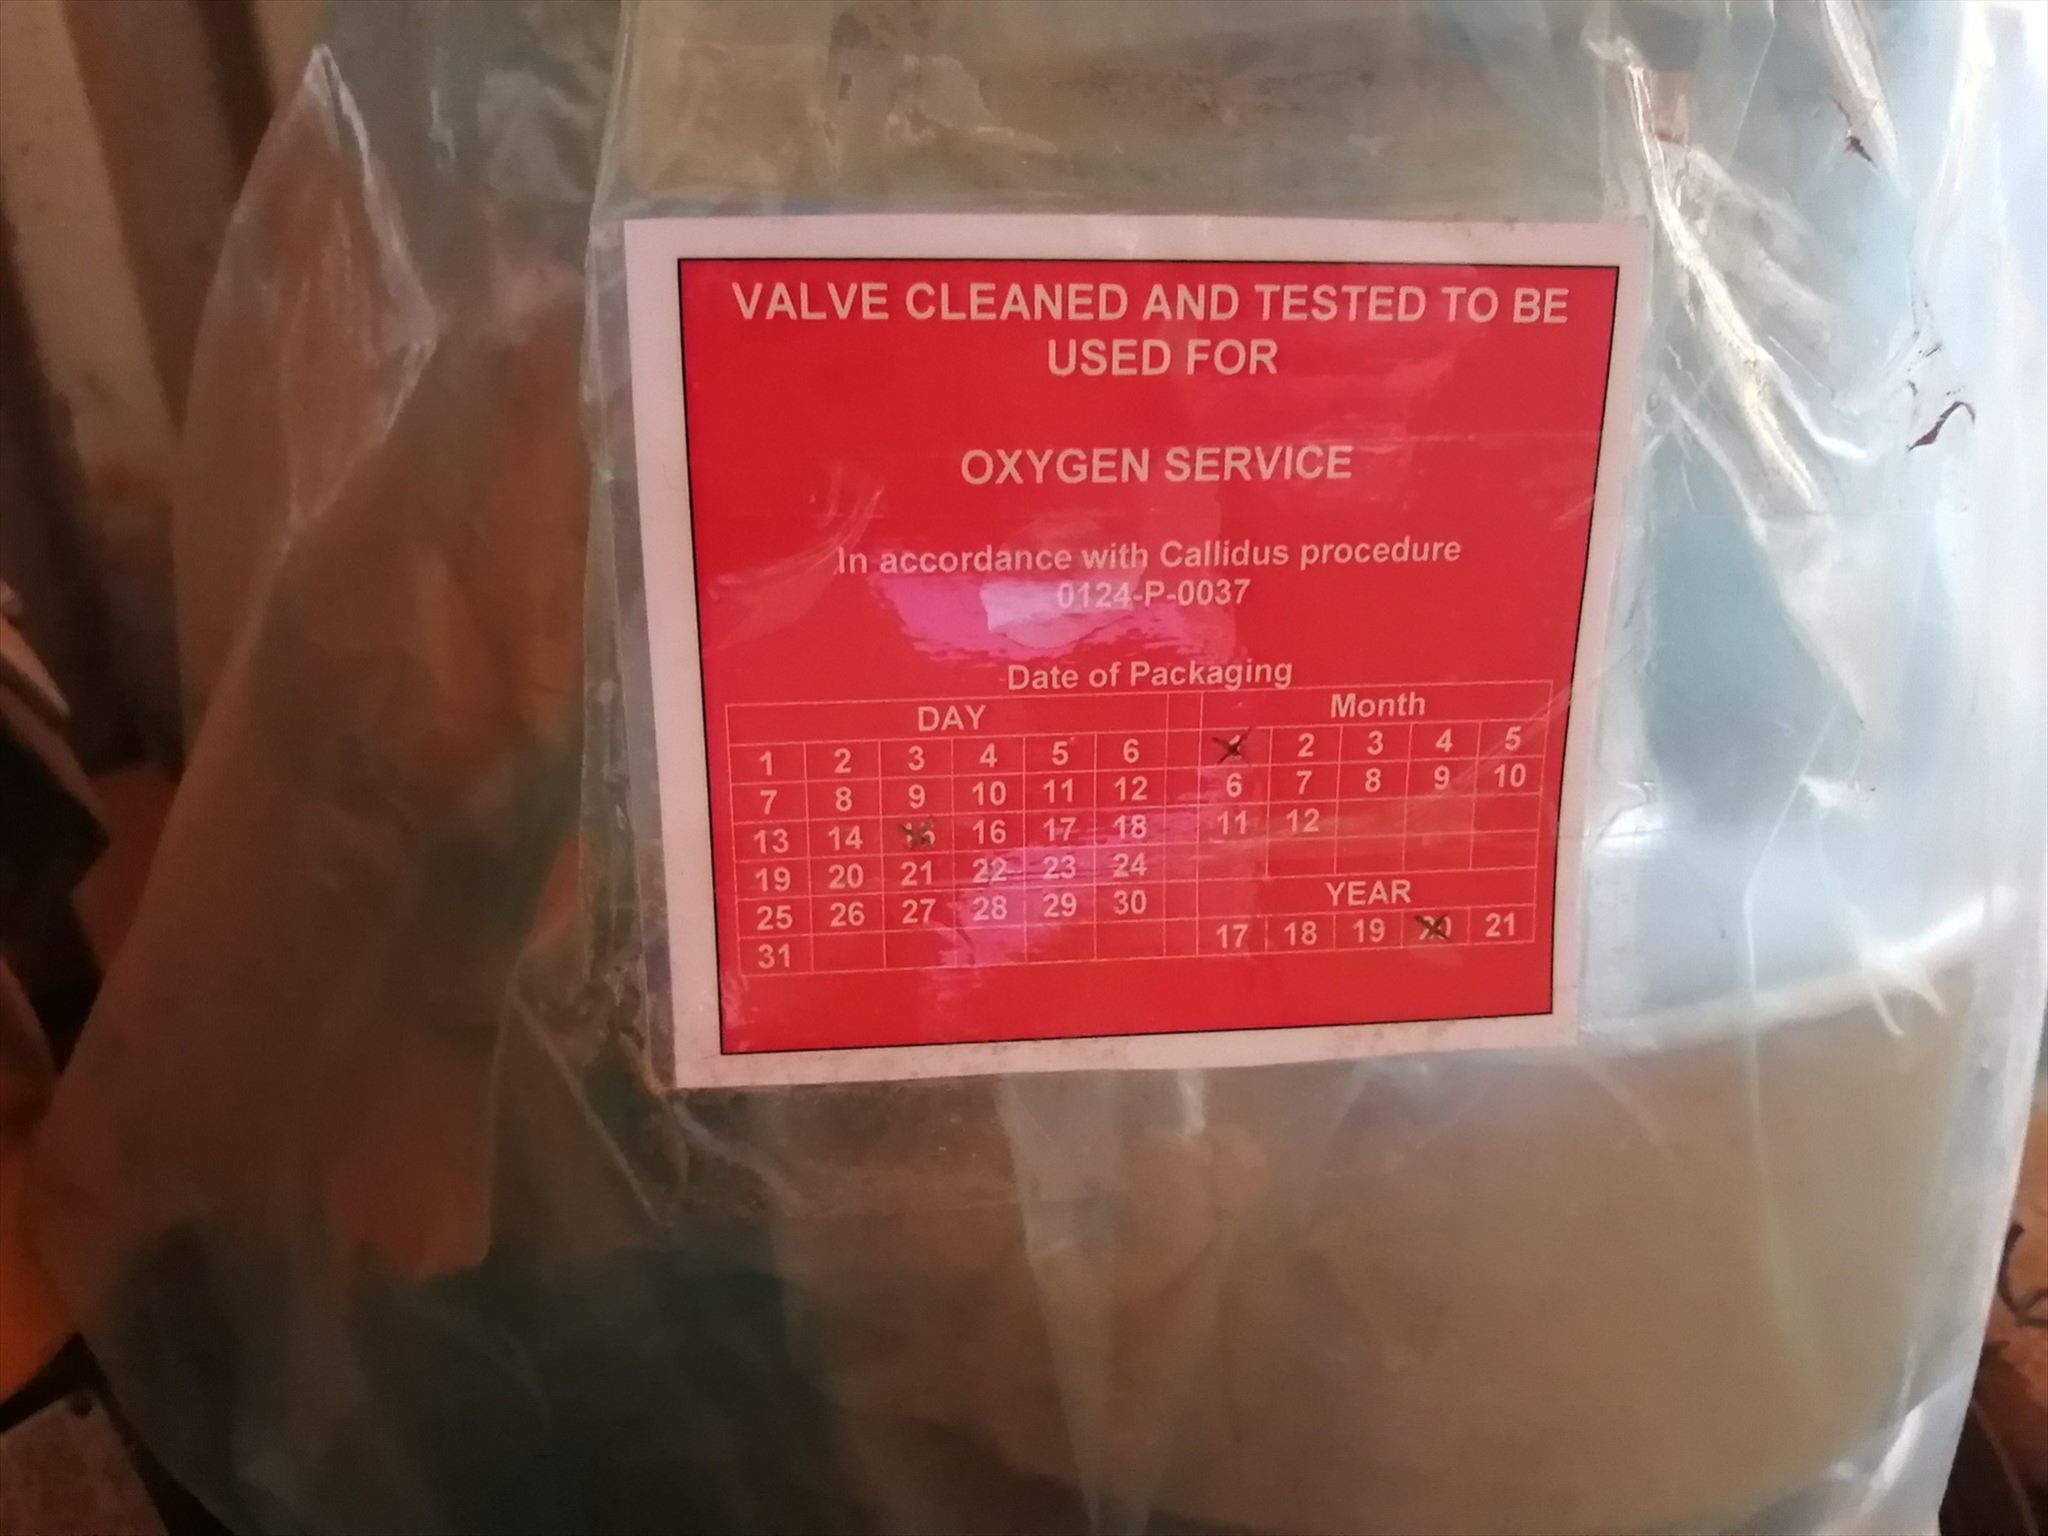 VALVE CLEANED AND TESTED TO BE
USED FOR
OXYGEN SERVICE
In accordance with Callidus procedure
0124-P-0037
Date of Packaging
DAY Month
1 2 3 4 5 6 1 2 3 4 5
7 8 9 10 11 12 6 7 8 9 10
13 14 15 16 17 18 11 12
19 20 21 22 23 24
YEAR
25 26 27 28 29 30 17 18 19 20 21
31